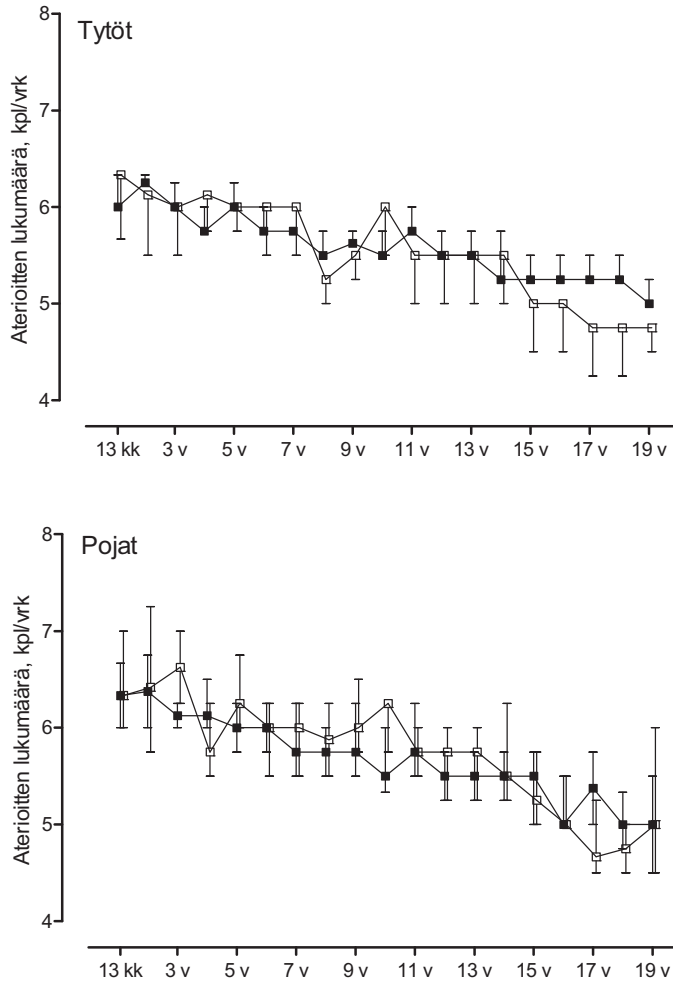 Tytöt
Aterioitten lukumäärä, kpl/vrk
8
7
6
5
4
13 kk 3 v 5 v 7 v 9 v 11 v 13 v 15 v 17 v 19 v
Pojat
Aterioitten lukumäärä, kpl/vrk
8
7
6
5
4
13 kk 3 v 5 v 7 v 9 v 11 v 13 v 15 v 17 v 19 v